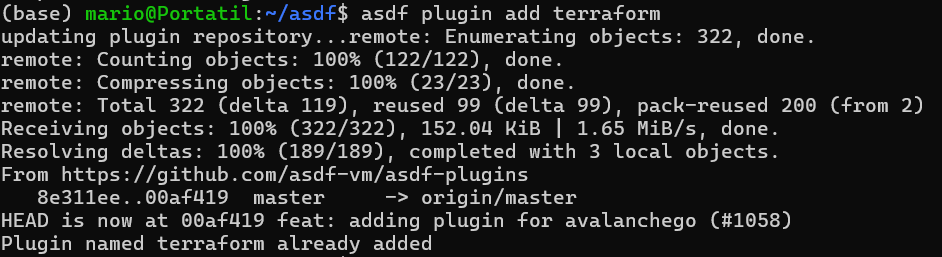 (base) mario@Portatil:~/asdf$ asdf plugin add terraform
updating plugin repository...remote: Enumerating objects: 322, done.
remote: Counting objects: 100% (122/122), done.
remote: Compressing objects: 100% (23/23), done.
remote: Total 322 (delta 119), reused 99 (delta 99), pack-reused 200 (from 2)
Receiving objects: 100% (322/322), 152.04 KiB | 1.65 MiB/s, done.
Resolving deltas: 100% (189/189), completed with 3 local objects.
From https://github.com/asdf-vm/asdf-plugins
   8e311ee..00af419  master     -> origin/master
HEAD is now at 00af419 feat: adding plugin for avalanchego (#1058)
Plugin named terraform already added